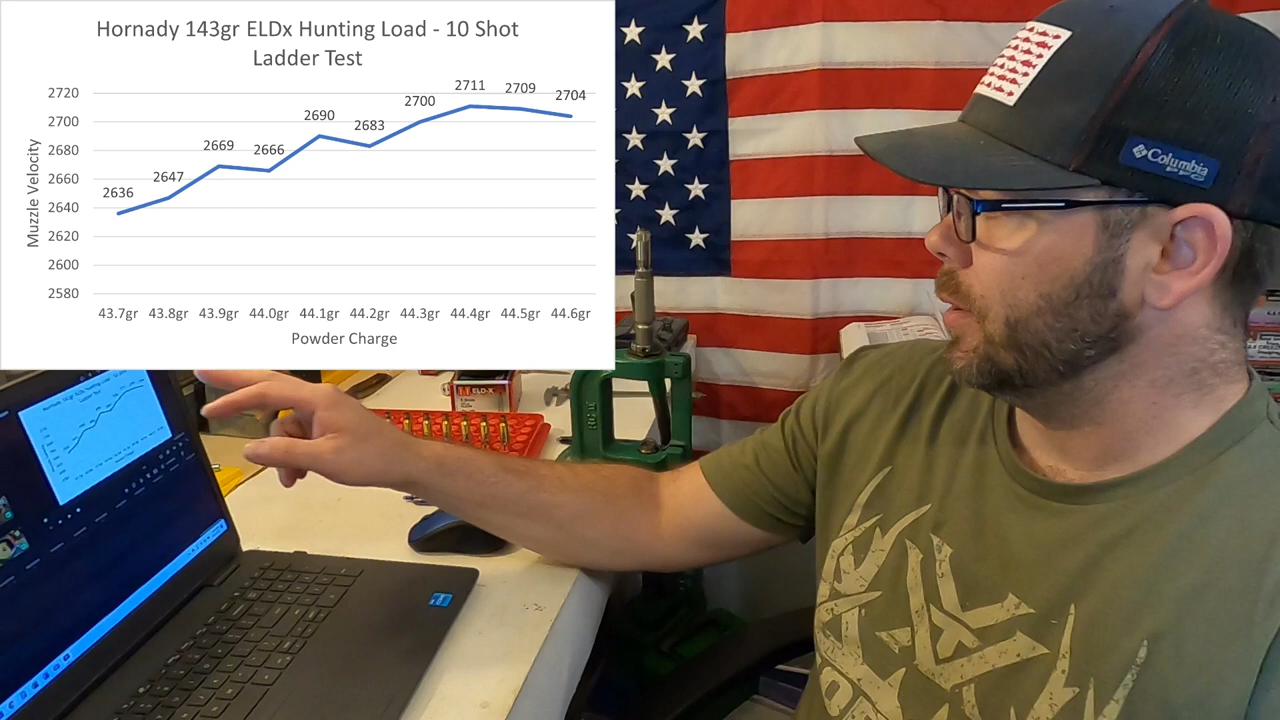 Hornady 143gr ELDx Hunting Load - 10 Shot
Ladder Test
2720
2700
2680
2660
2640
2620
2600
2580
Muzzle Velocity
2636
2647
2669
2666
2690
2683
2700
2711
2709
2704
43.7gr 43.8gr 43.9gr 44.0gr 44.1gr 44.2gr 44.3gr 44.4gr 44.5gr 44.6gr
Powder Charge
Columbia
PFG
ELD-X
RCBS